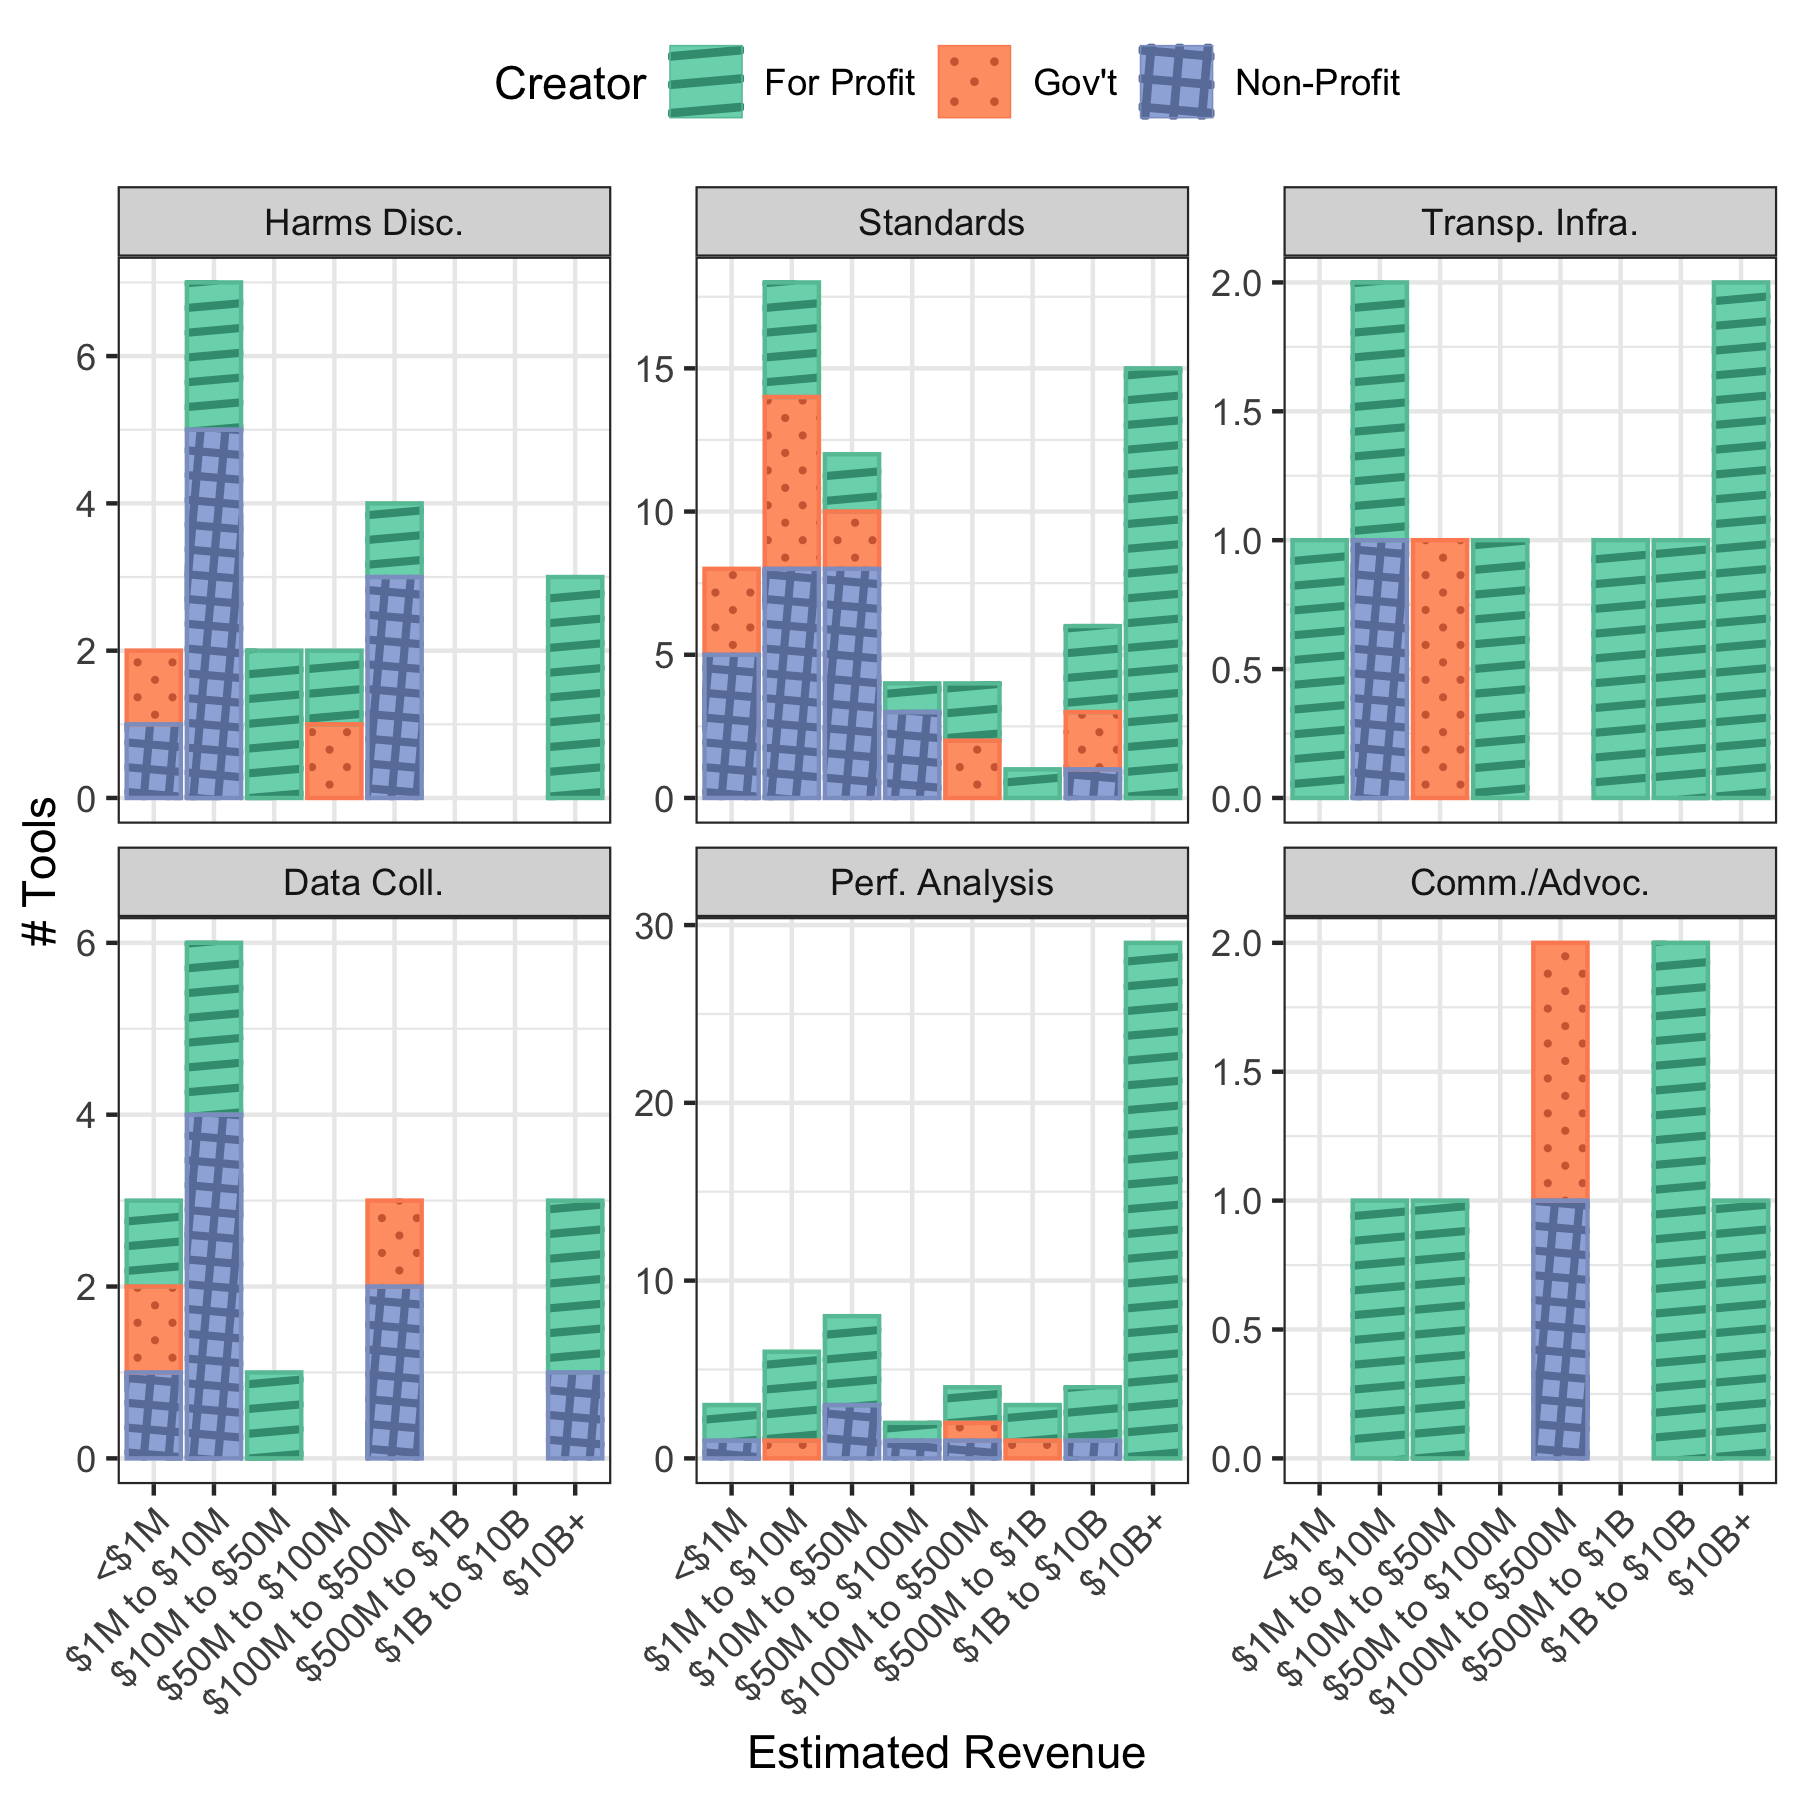 Creator For Profit Gov't Non-Profit
Harms Disc. Standards Transp. Infra.
# Tools
6
4
2
0
15
10
5
0
2.0
1.5
1.0
0.5
0.0
Data Coll. Perf. Analysis Comm./Advoc.
6
4
2
0
30
20
10
0
2.0
1.5
1.0
0.5
0.0
<$1M
$1M to $10M
$10M to $50M
$50M to $100M
$100M to $500M
$500M to $1B
$1B to $10B
$10B+
<$1M
$1M to $10M
$10M to $50M
$50M to $100M
$100M to $500M
$500M to $1B
$1B to $10B
$10B+
<$1M
$1M to $10M
$10M to $50M
$50M to $100M
$100M to $500M
$500M to $1B
$1B to $10B
$10B+
Estimated Revenue